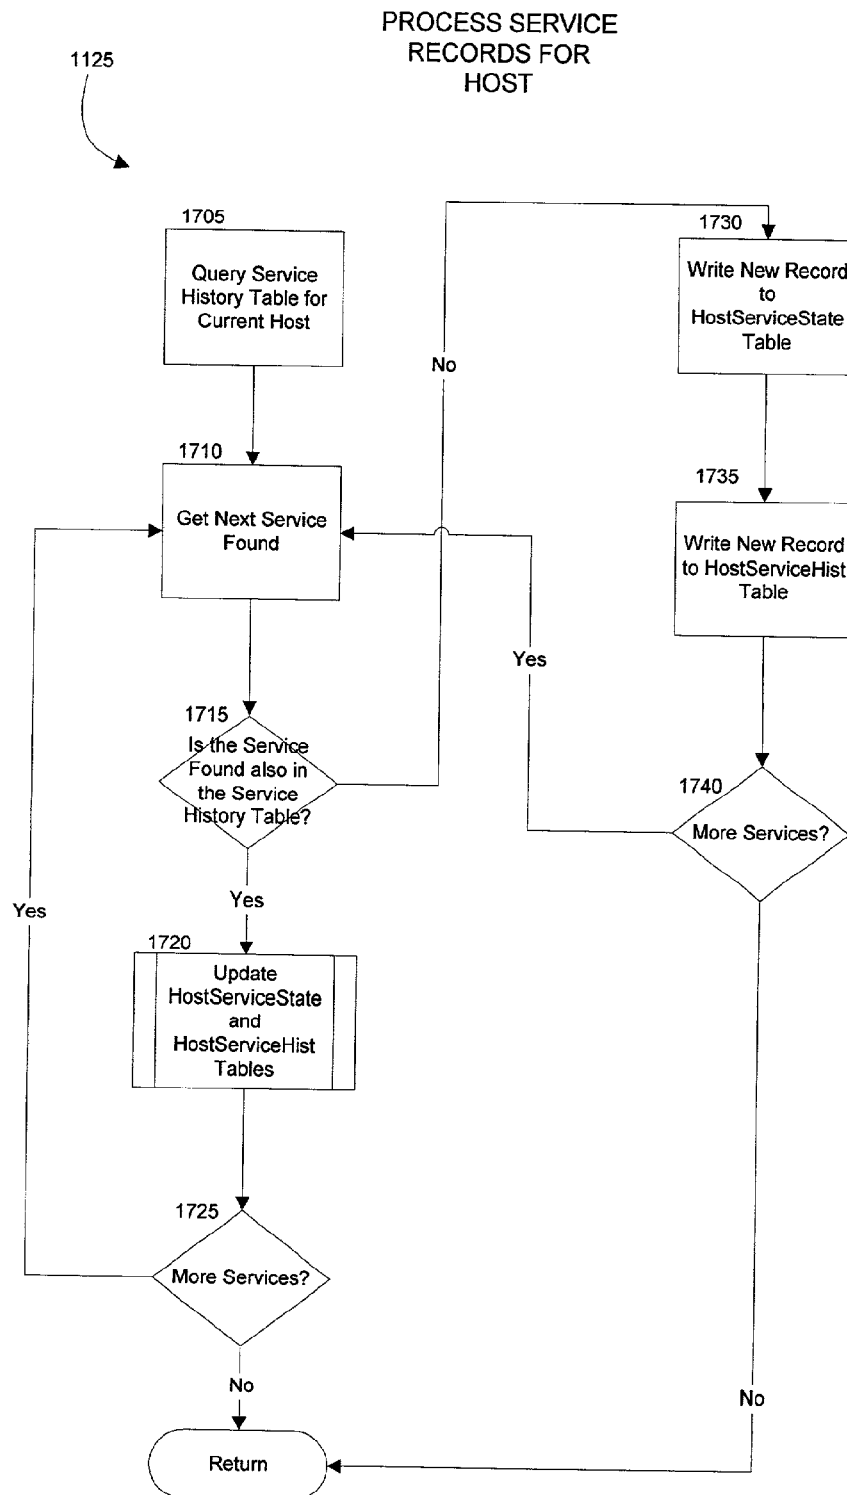 PROCESS SERVICE
RECORDS FOR
HOST
1125
1705
Query Service
History Table for
Current Host
1730
Write New Record
to
HostServiceState
Table
No
1710
Get Next Service
Found
1735
Write New Record
to HostServiceHist
Table
Yes
1715
Is the Service
Found also in
the Service
History Table?
1740
More Services?
Yes
Yes
1720
Update
HostServiceState
and
HostServiceHist
Tables
1725
More Services?
No
No
Return